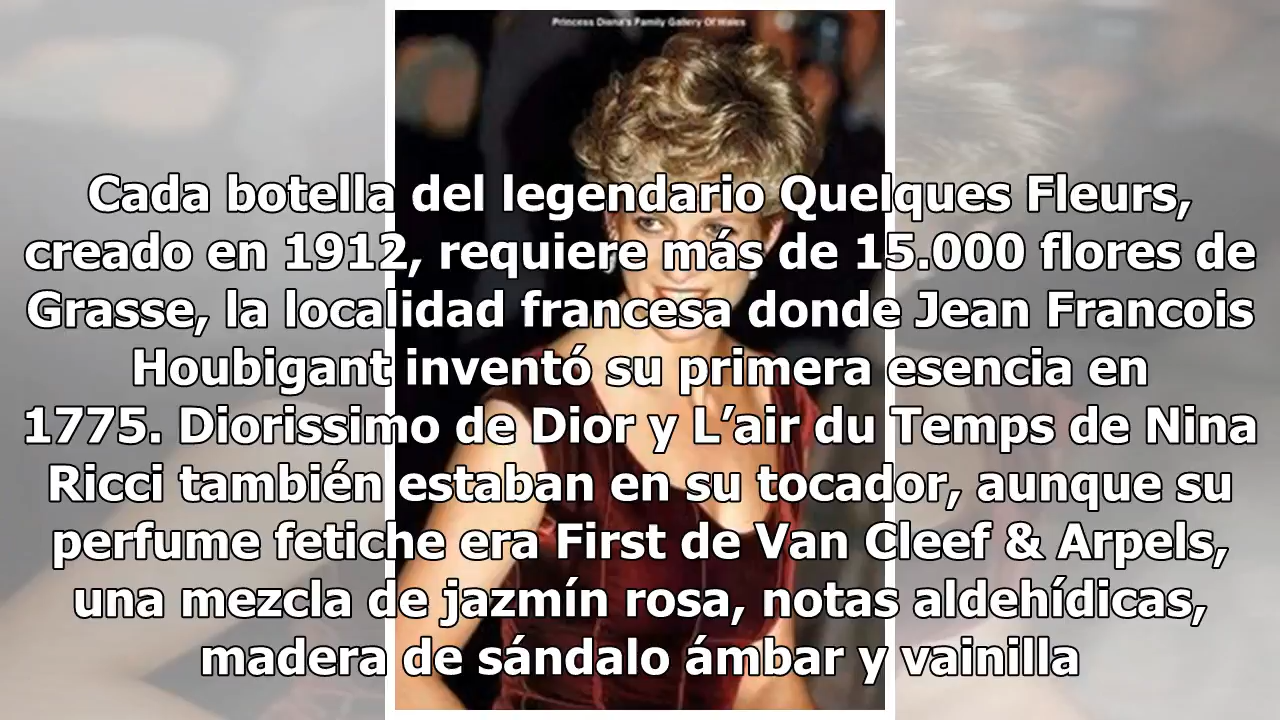 Princess Diana's Family Gallery Of Wales
Cada botella del legendario Quelques Fleurs,
creado en 1912, requiere más de 15.000 flores de
Grasse, la localidad francesa donde Jean Francois
Houbigant inventó su primera esencia en
1775. Diorissimo de Dior y L’air du Temps de Nina
Ricci también estaban en su tocador, aunque su
perfume fetiche era First de Van Cleef & Arpels,
una mezcla de jazmín rosa, notas aldehídicas,
madera de sándalo ámbar y vainilla